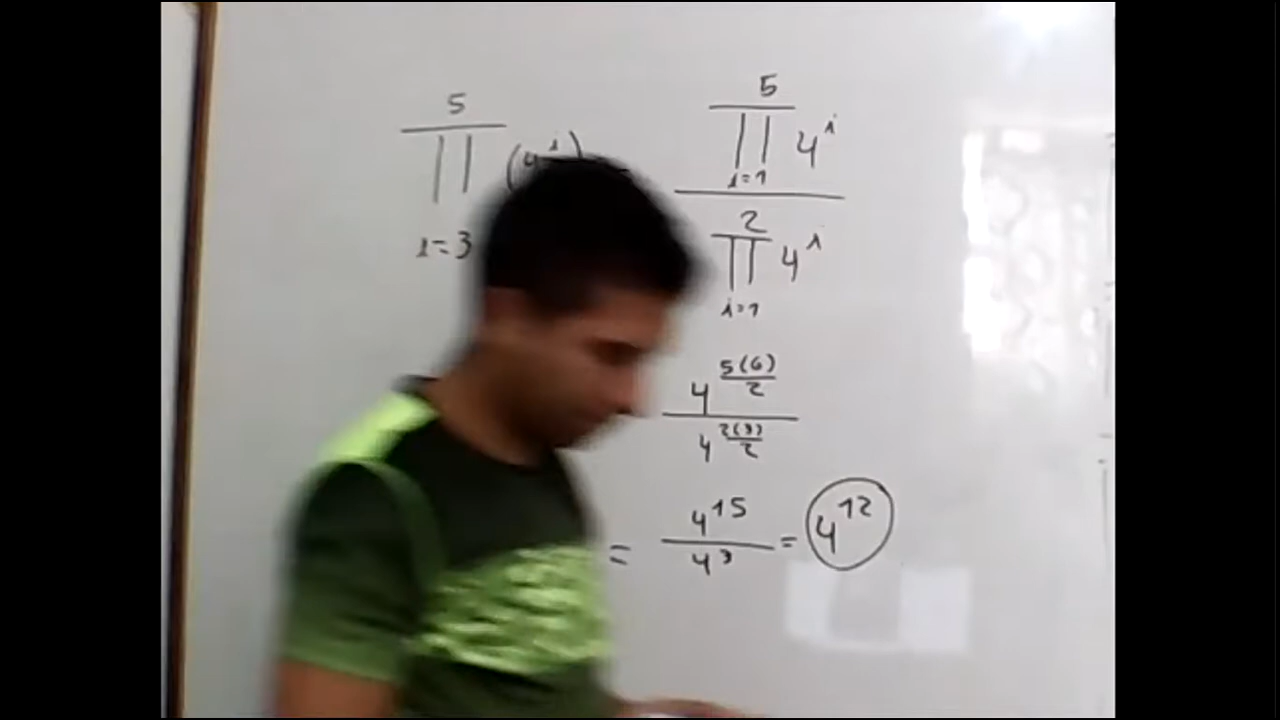 5
∏ (4^i)
i=3
5
∏ 4^i
i=1
2
∏ 4^i
i=1
4^(5(6)/2)
4^(2(3)/2)
= 4^15 / 4^3 = 4^12